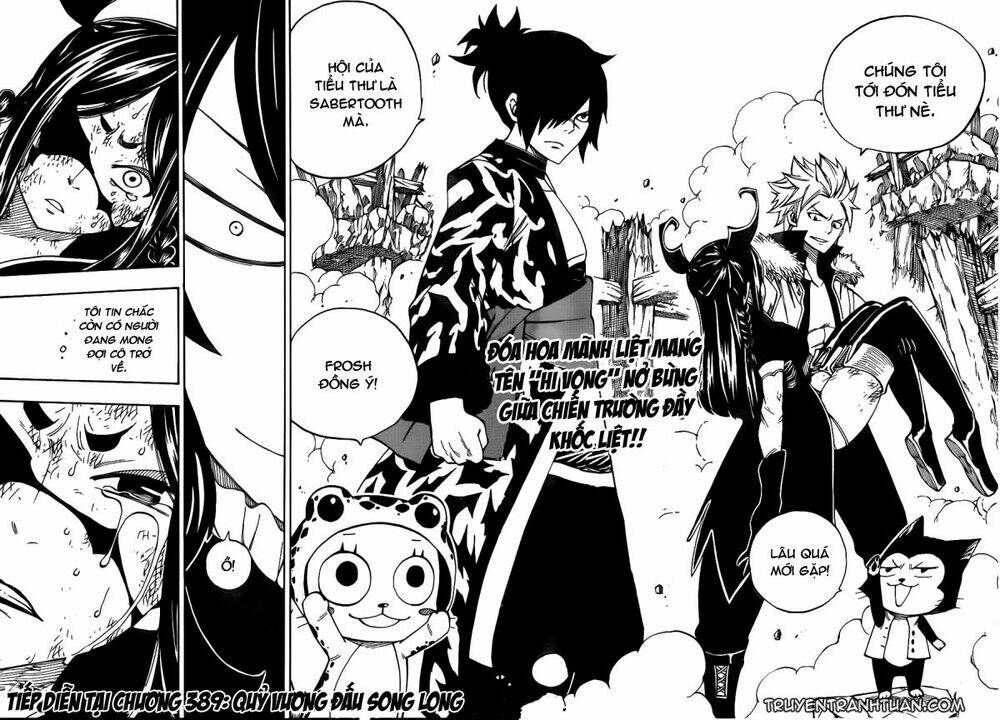 CHÚNG TÔI
TỚI ĐÓN TIỂU
THƯ NÈ.
HỘI CỦA
TIỂU THƯ LÀ
SABERTOOTH
MÀ.
FROSH
ĐỒNG Ý!
ĐÓA HOA MÃNH LIỆT MANG
TÊN "HI VỌNG" NỞ BỪNG
GIỮA CHIẾN TRƯỜNG ĐẦY
KHỐC LIỆT!!
LÂU QUÁ
MỚI GẶP!
TÔI TIN CHẮC
CÒN CÓ NGƯỜI
ĐANG MONG
ĐỢI CÔ TRỞ
VỀ.
Ồ!
TIẾP DIỄN TẠI CHƯƠNG 389: QUỶ VƯƠNG ĐẤU SONG LONG
TRUYENTRANHTUAN.COM